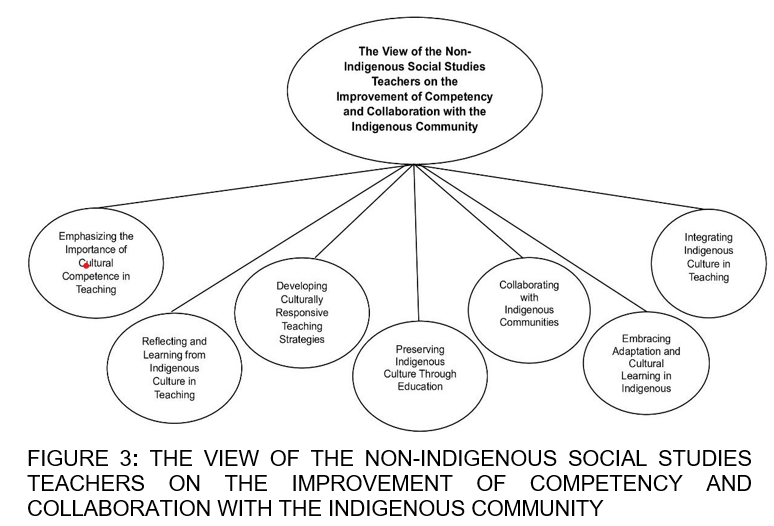 The View of the Non-
Indigenous Social Studies
Teachers on the
Improvement of Competency
and Collaboration with the
Indigenous Community
Emphasizing the
Importance of
Cultural
Competence in
Teaching
Reflecting and
Learning from
Indigenous
Culture in
Teaching
Developing
Culturally
Responsive
Teaching
Strategies
Preserving
Indigenous
Culture Through
Education
Collaborating
with
Indigenous
Communities
Embracing
Adaptation and
Cultural
Learning in
Indigenous
Integrating
Indigenous
Culture in
Teaching
FIGURE 3: THE VIEW OF THE NON-INDIGENOUS SOCIAL STUDIES
TEACHERS ON THE IMPROVEMENT OF COMPETENCY AND
COLLABORATION WITH THE INDIGENOUS COMMUNITY